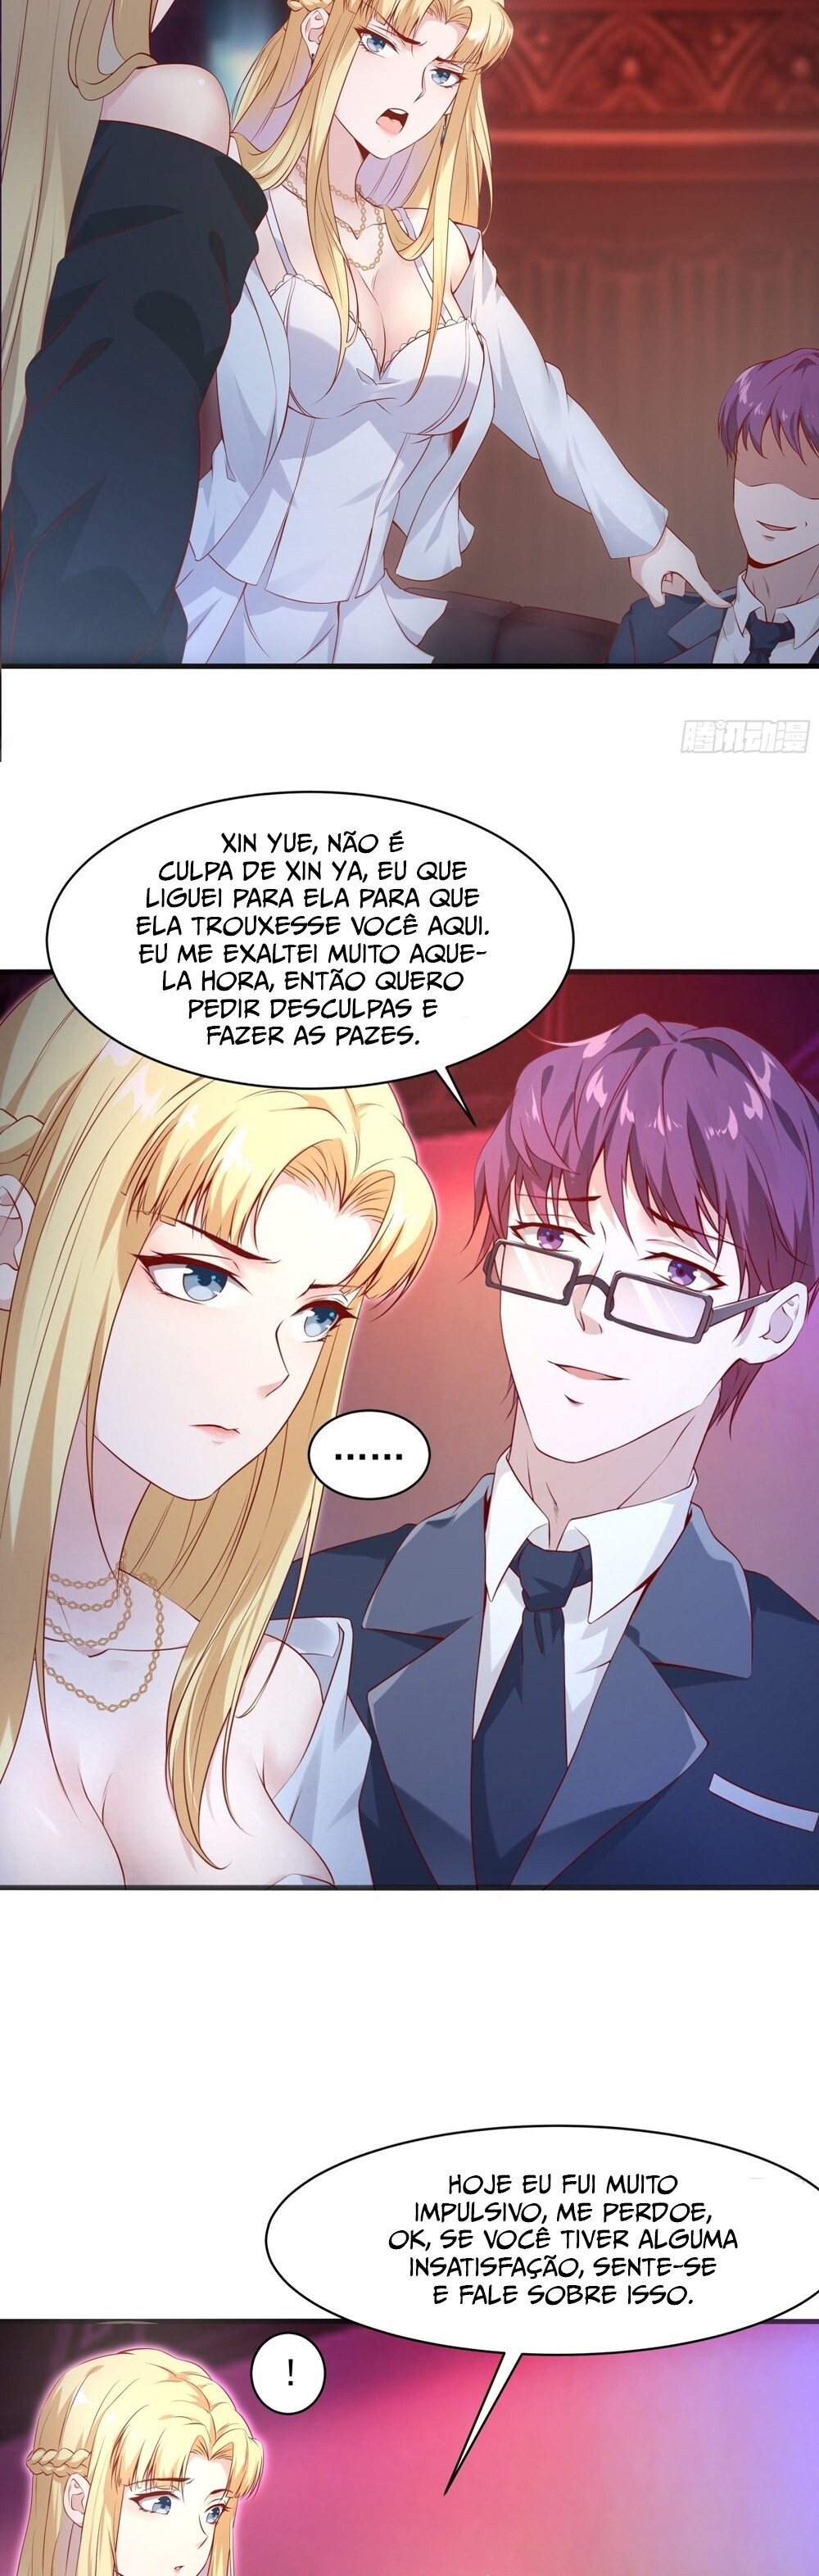 腾讯动漫
XIN YUE, NÃO É
CULPA DE XIN YA, EU QUE
LIGUEI PARA ELA PARA QUE
ELA TROUXESSE VOCÊ AQUI.
EU ME EXALTEI MUITO AQUE-
LA HORA, ENTÃO QUERO
PEDIR DESCULPAS E
FAZER AS PAZES.
......
HOJE EU FUI MUITO
IMPULSIVO, ME PERDOE,
OK, SE VOCÊ TIVER ALGUMA
INSATISFAÇÃO, SENTE-SE
E FALE SOBRE ISSO.
!